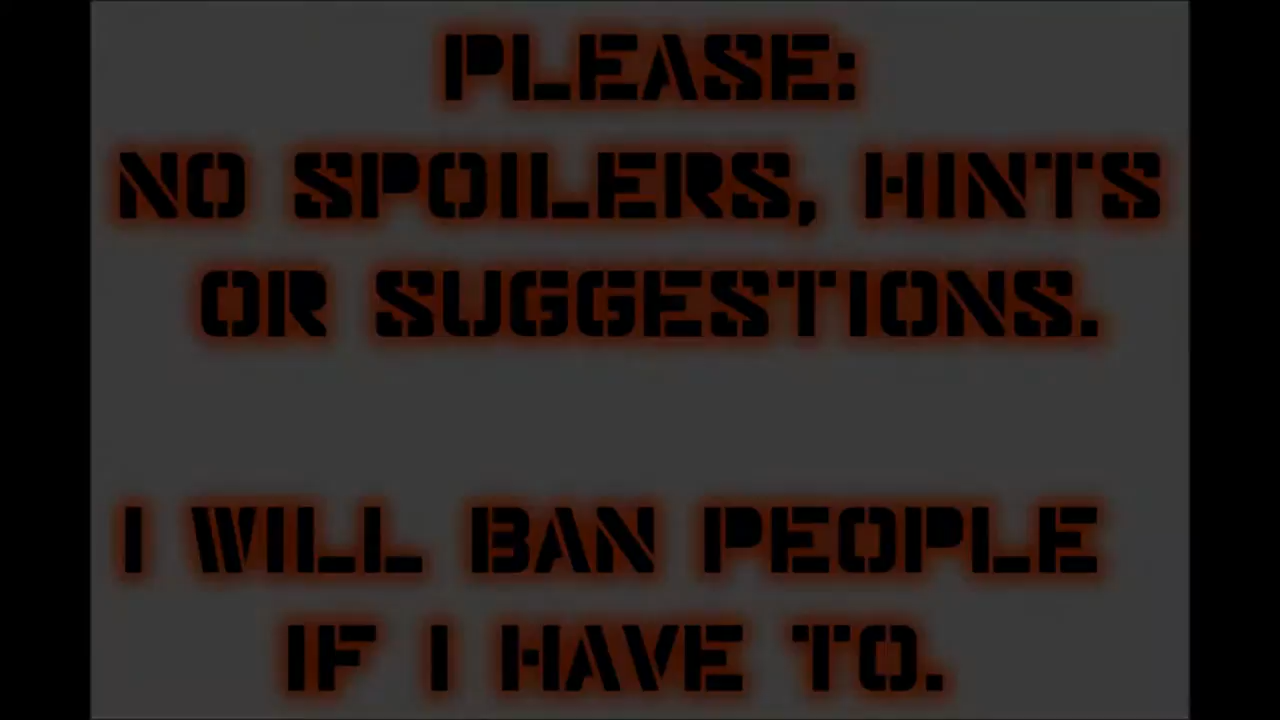 PLEASE:
NO SPOILERS, HINTS
OR SUGGESTIONS.
I WILL BAN PEOPLE
IF I HAVE TO.